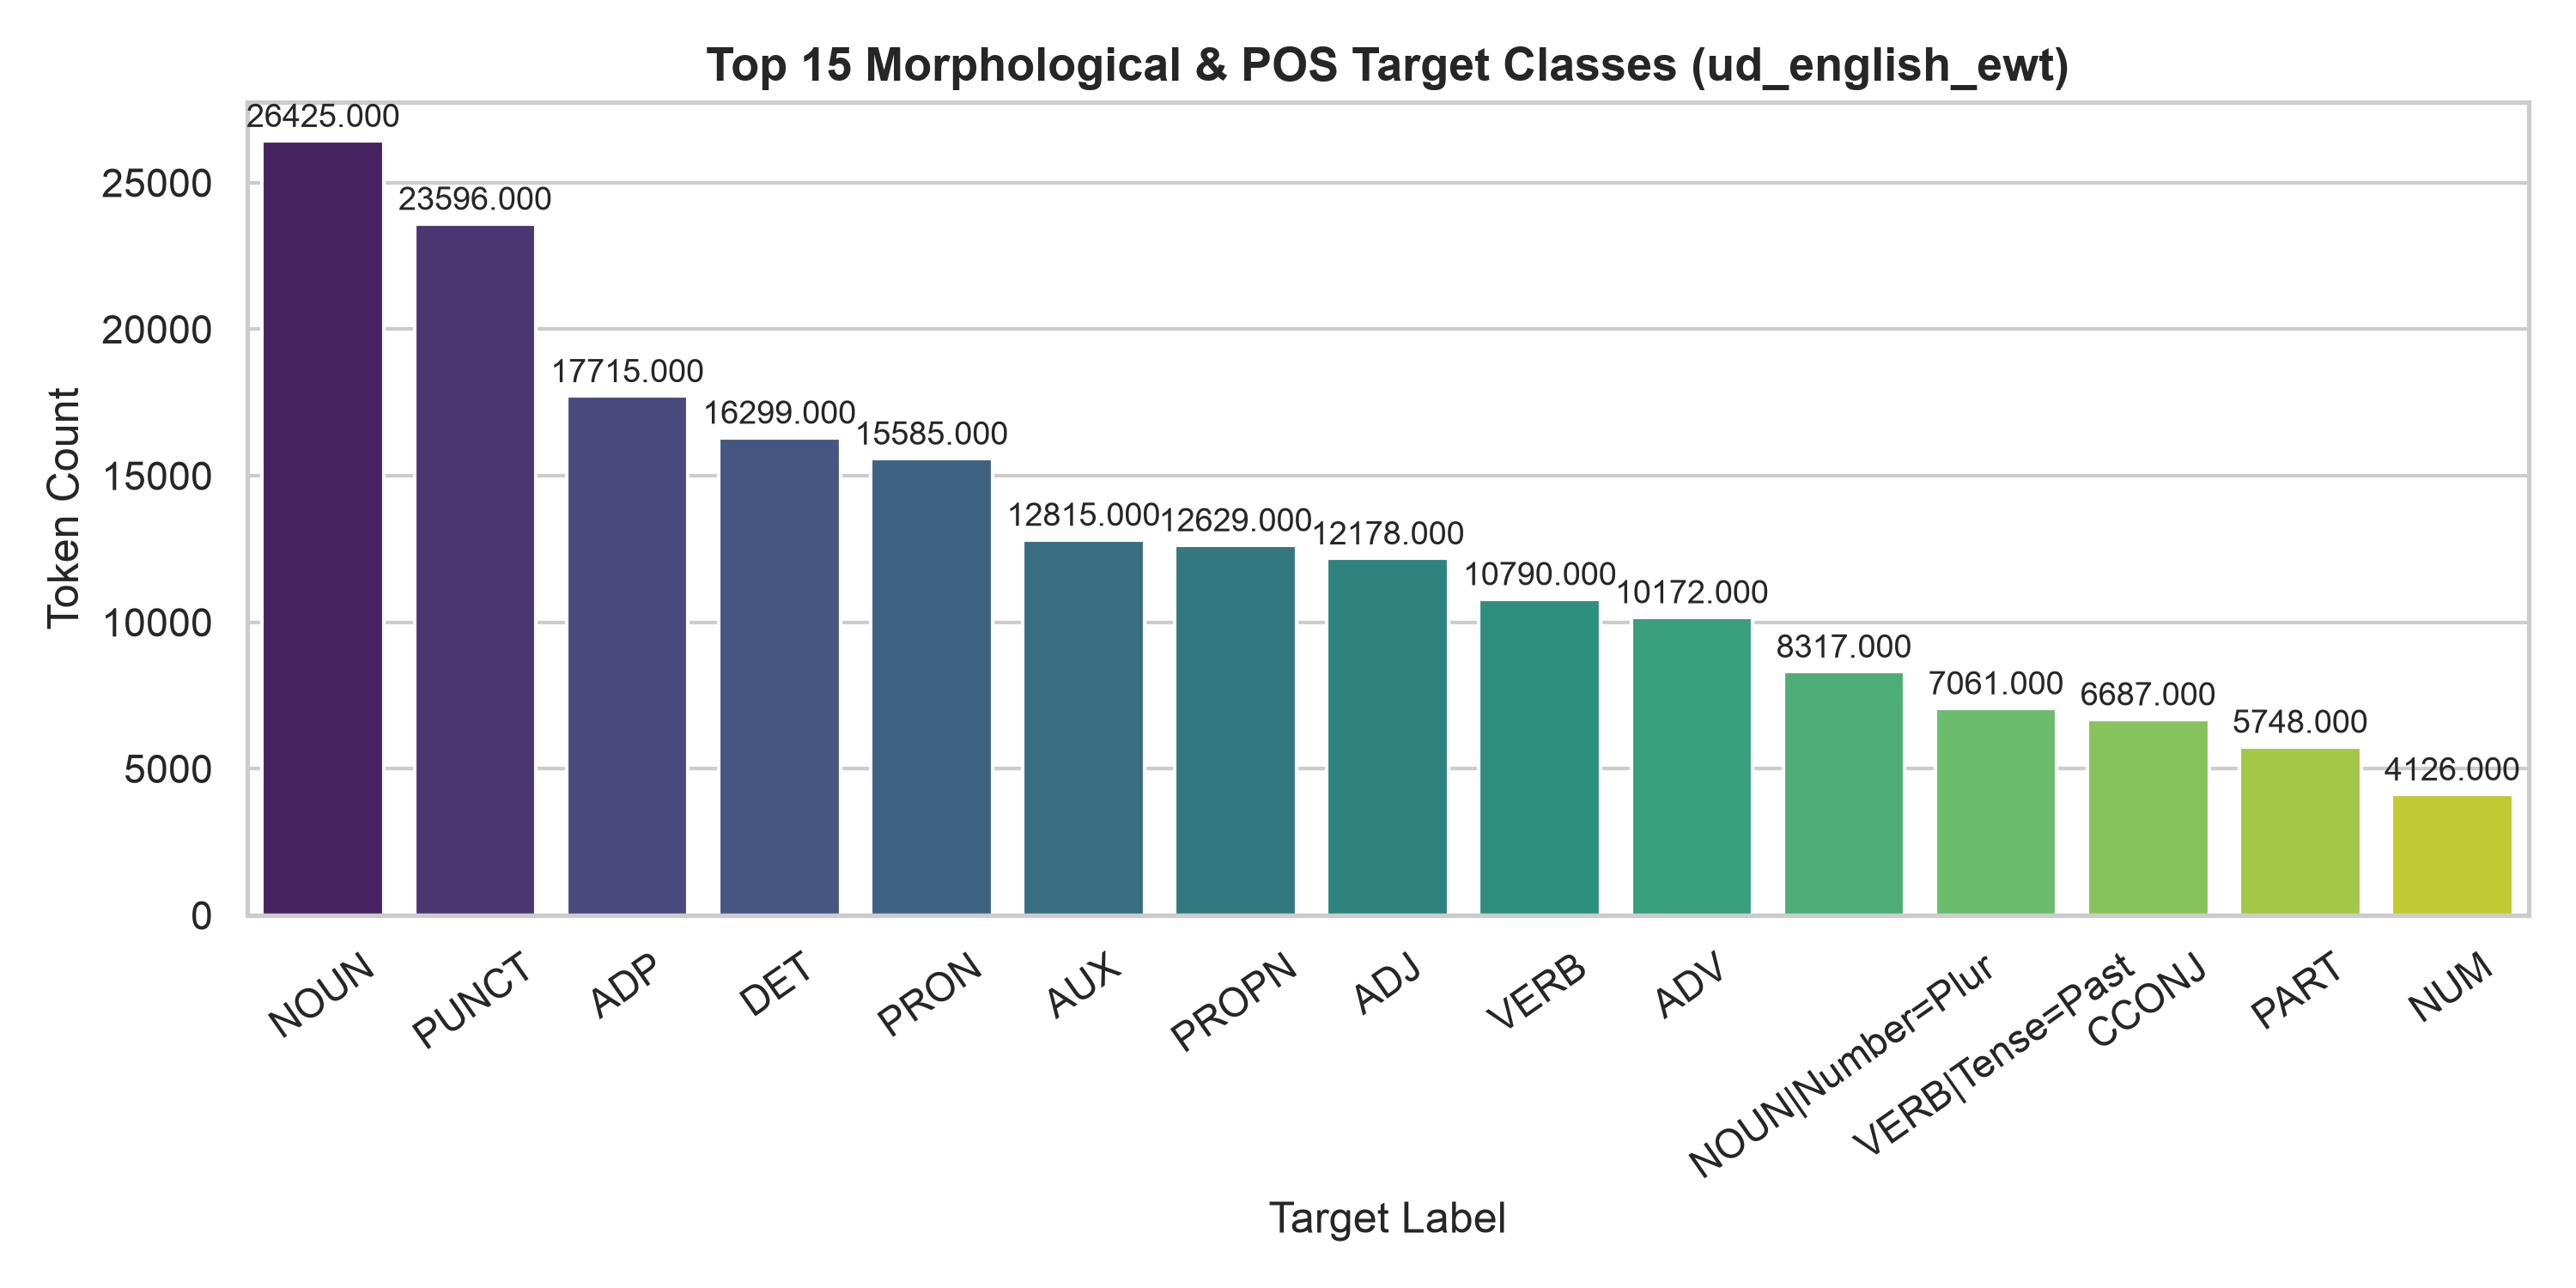 Top 15 Morphological & POS Target Classes (ud_english_ewt)
26425.000
23596.000
17715.000
16299.000
15585.000
12815.000
12629.000
12178.000
10790.000
10172.000
8317.000
7061.000
6687.000
5748.000
4126.000
Token Count
25000
20000
15000
10000
5000
0
NOUN
PUNCT
ADP
DET
PRON
AUX
PROPN
ADJ
VERB
ADV
NOUN|Number=Plur
VERB|Tense=Past
CCONJ
PART
NUM
Target Label